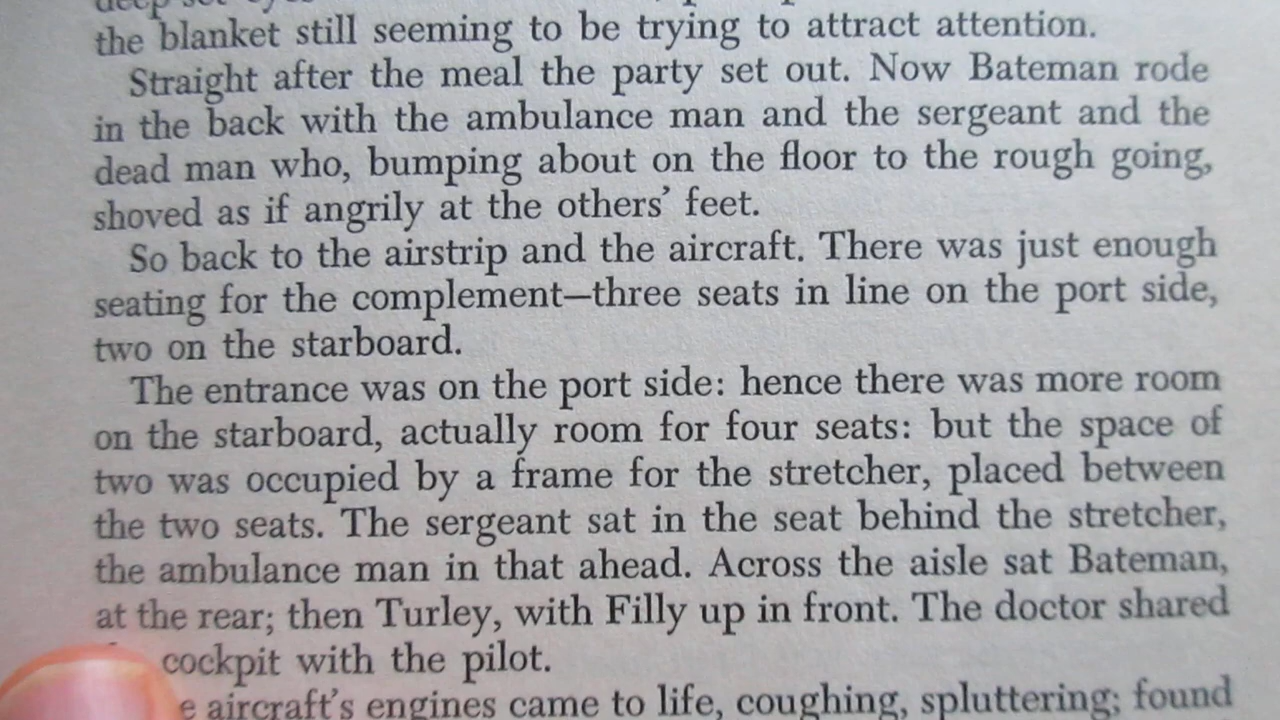 the blanket still seeming to be trying to attract attention.
Straight after the meal the party set out. Now Bateman rode
in the back with the ambulance man and the sergeant and the
dead man who, bumping about on the floor to the rough going,
shoved as if angrily at the others’ feet.
So back to the airstrip and the aircraft. There was just enough
seating for the complement—three seats in line on the port side,
two on the starboard.
The entrance was on the port side: hence there was more room
on the starboard, actually room for four seats: but the space of
two was occupied by a frame for the stretcher, placed between
the two seats. The sergeant sat in the seat behind the stretcher,
the ambulance man in that ahead. Across the aisle sat Bateman,
at the rear; then Turley, with Filly up in front. The doctor shared
cockpit with the pilot.
aircraft’s engines came to life, coughing, spluttering; found